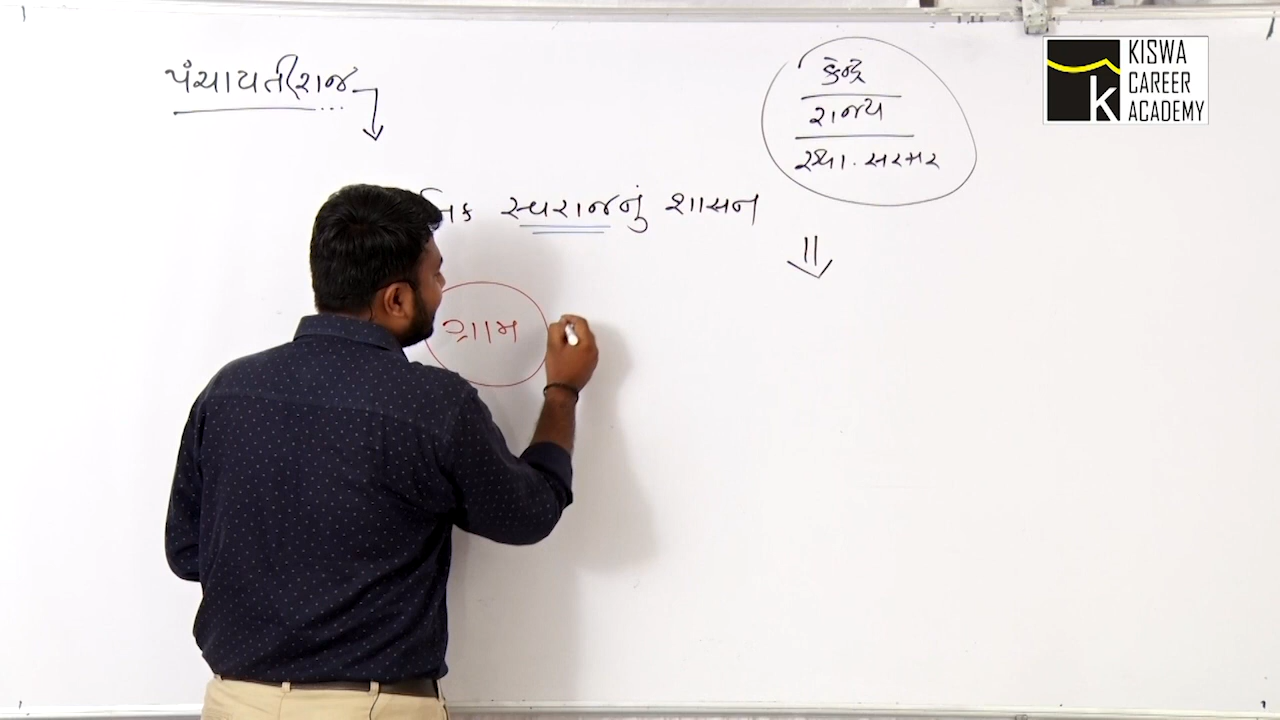 પંચાયતીરાજ
કેન્દ્ર
રાજ્ય
સ્થા. સરકાર
સ્વરાજનું શાસન
ગ્રામ
KISWA
CAREER
ACADEMY
k